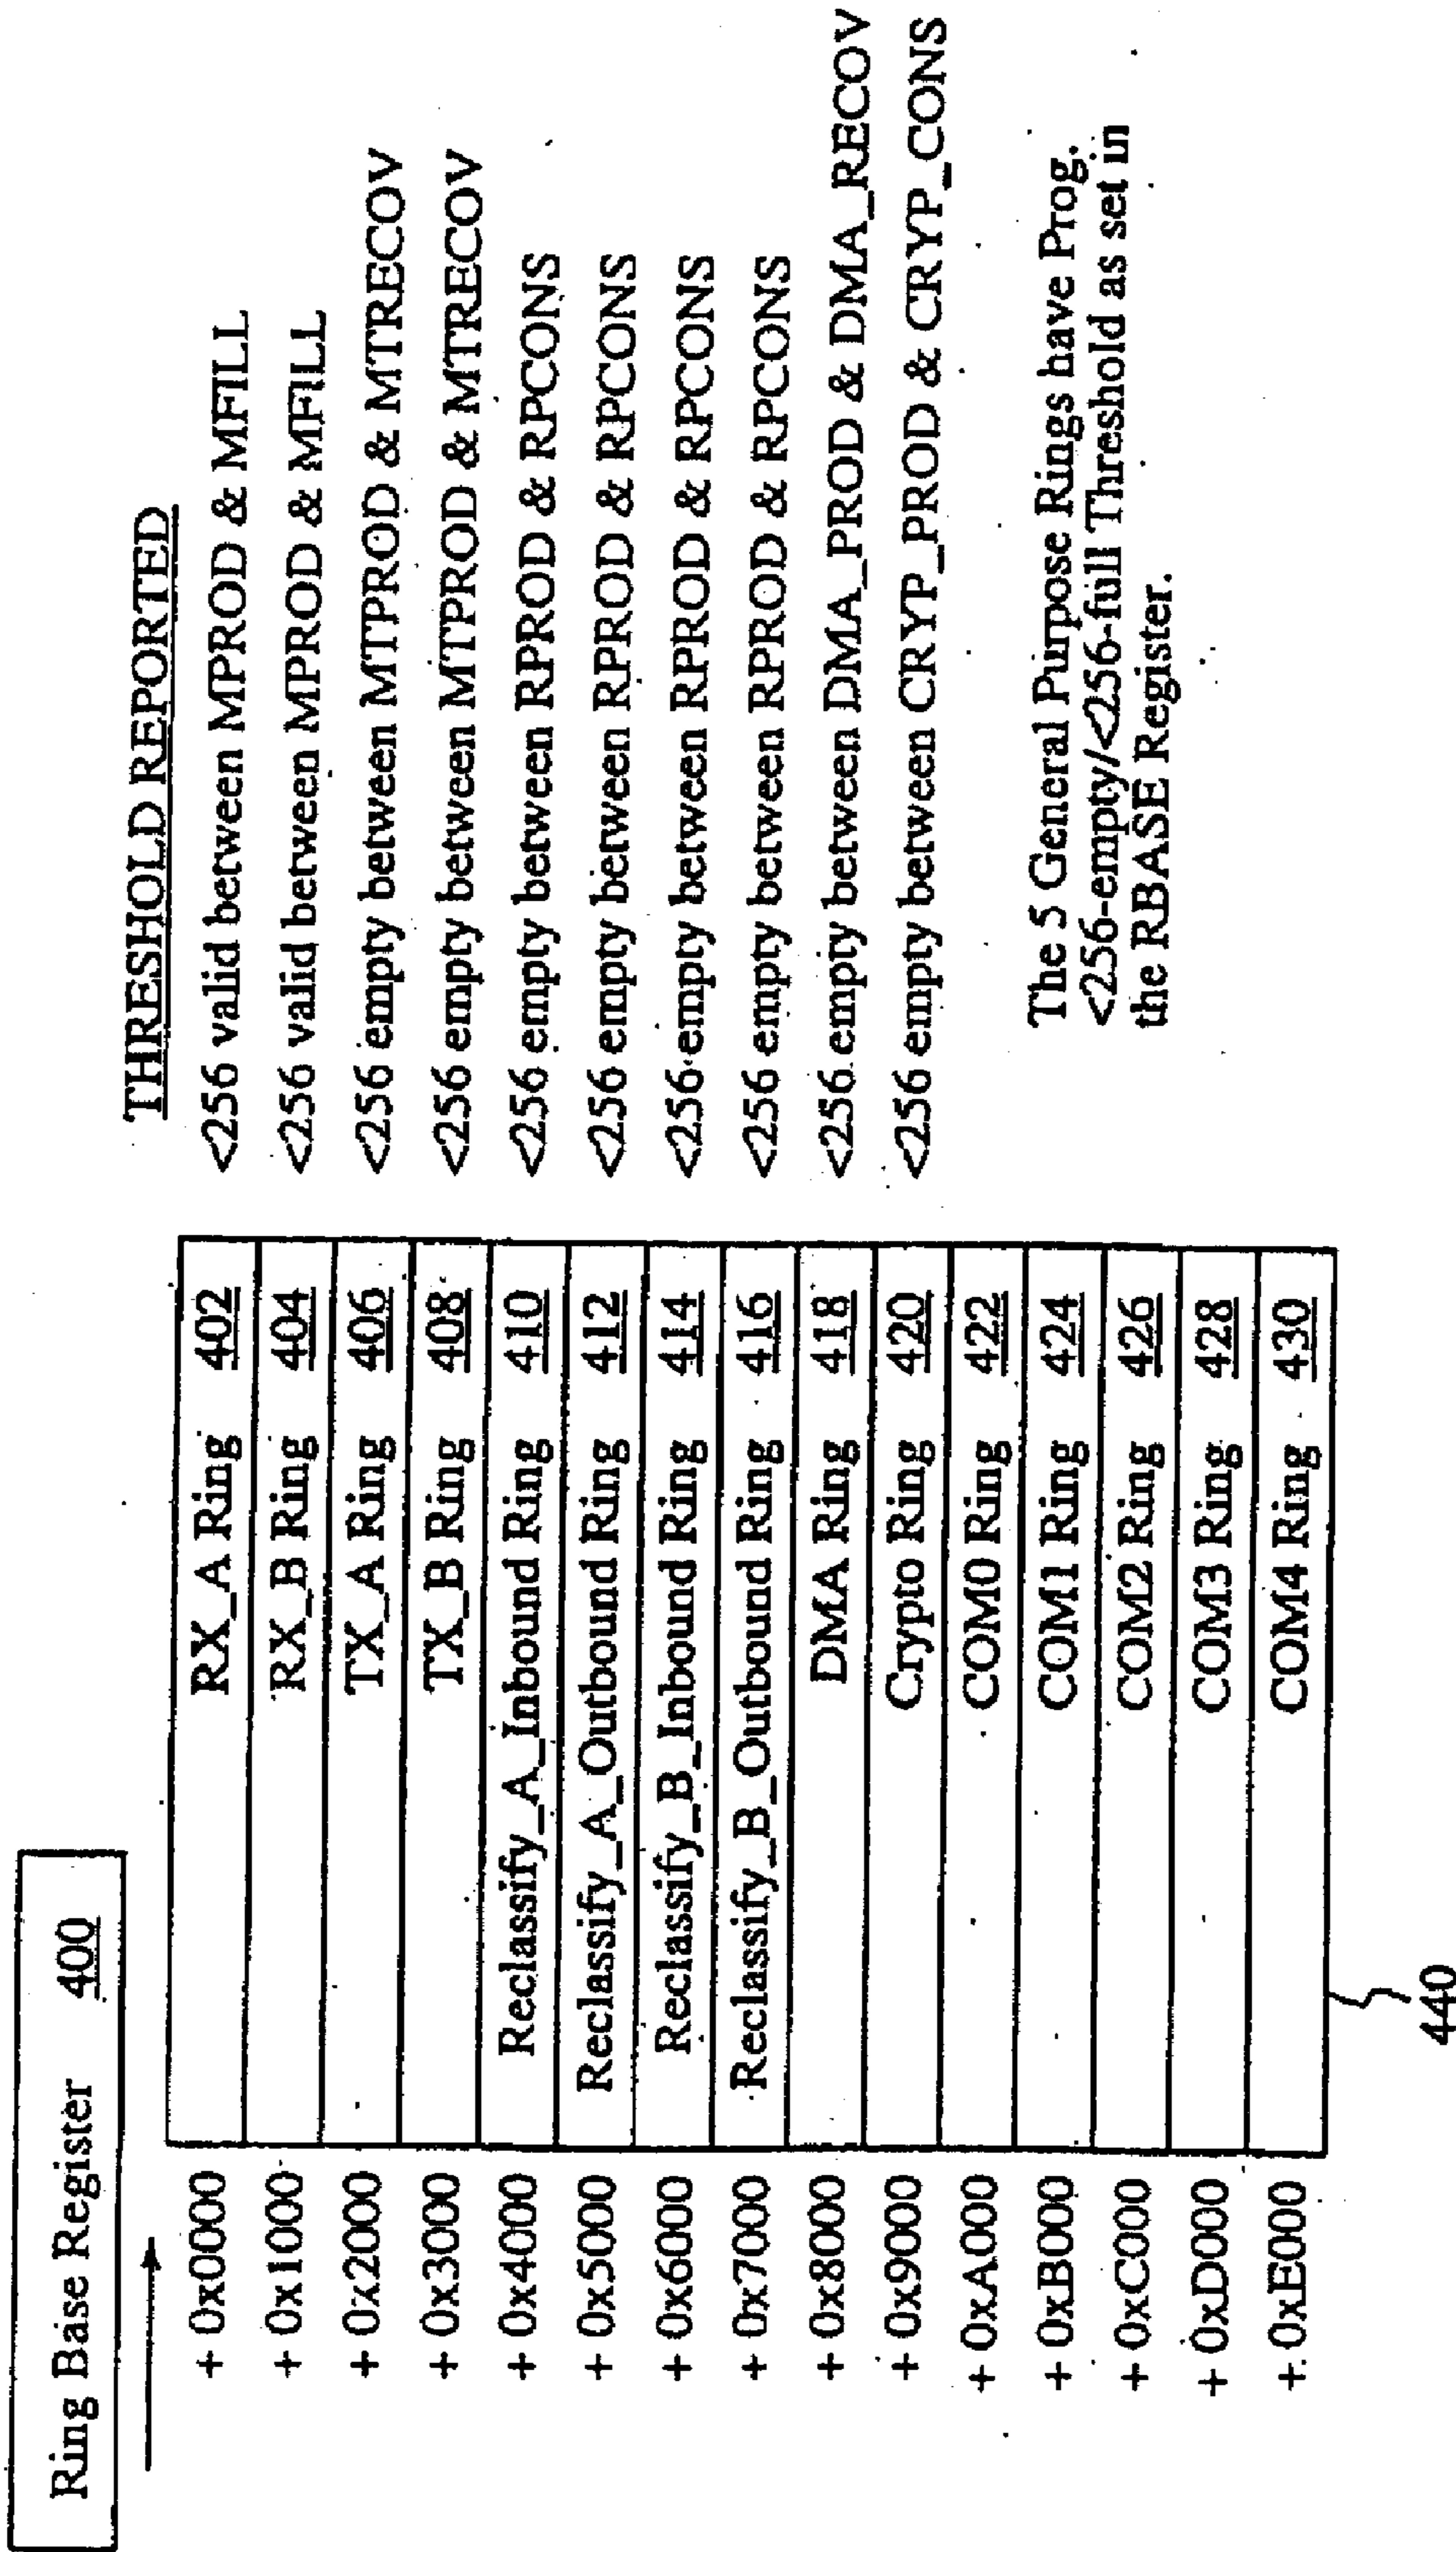 Ring Base Register 400
THRESHOLD REPORTED
+ 0x0000 RX_A Ring 402 <256 valid between MPROD & MFILL
+ 0x1000 RX_B Ring 404 <256 valid between MPROD & MFILL
+ 0x2000 TX_A Ring 406 <256 empty between MTPROD & MTRECOV
+ 0x3000 TX_B Ring 408 <256 empty between MTPROD & MTRECOV
+ 0x4000 Reclassify_A_Inbound Ring 410 <256 empty between RPROD & RPCONS
+ 0x5000 Reclassify_A_Outbound Ring 412 <256 empty between RPROD & RPCONS
+ 0x6000 Reclassify_B_Inbound Ring 414 <256 empty between RPROD & RPCONS
+ 0x7000 Reclassify_B_Outbound Ring 416 <256 empty between RPROD & RPCONS
+ 0x8000 DMA Ring 418 <256 empty between DMA_PROD & DMA_RECOV
+ 0x9000 Crypto Ring 420 <256 empty between CRYP_PROD & CRYP_CONS
+ 0xA000 COM0 Ring 422
+ 0xB000 COM1 Ring 424
+ 0xC000 COM2 Ring 426
+ 0xD000 COM3 Ring 428
+ 0xE000 COM4 Ring 430
The 5 General Purpose Rings have Prog.
<256-empty/<256-full Threshold as set in
the RBASE Register.
440